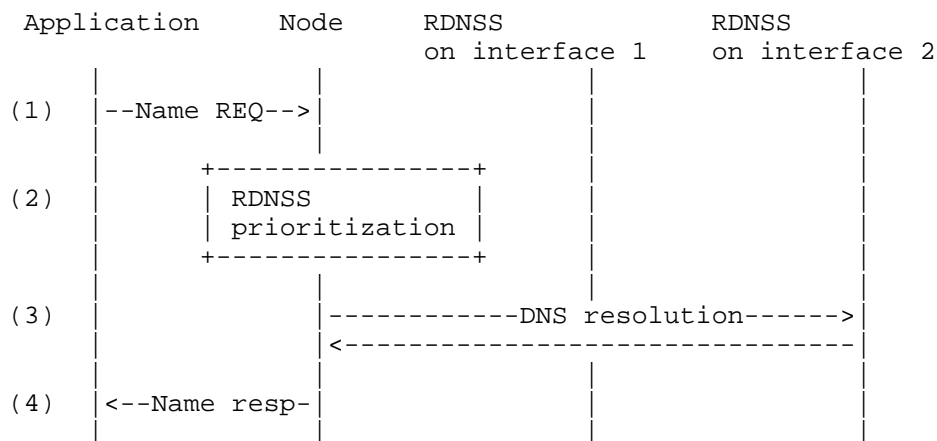 Application Node RDNSS RDNSS
on interface 1 on interface 2
(1) |--Name REQ-->|
(2) | RDNSS |
| prioritization |
(3) |------------DNS resolution------>|
(4) |<--Name resp-|